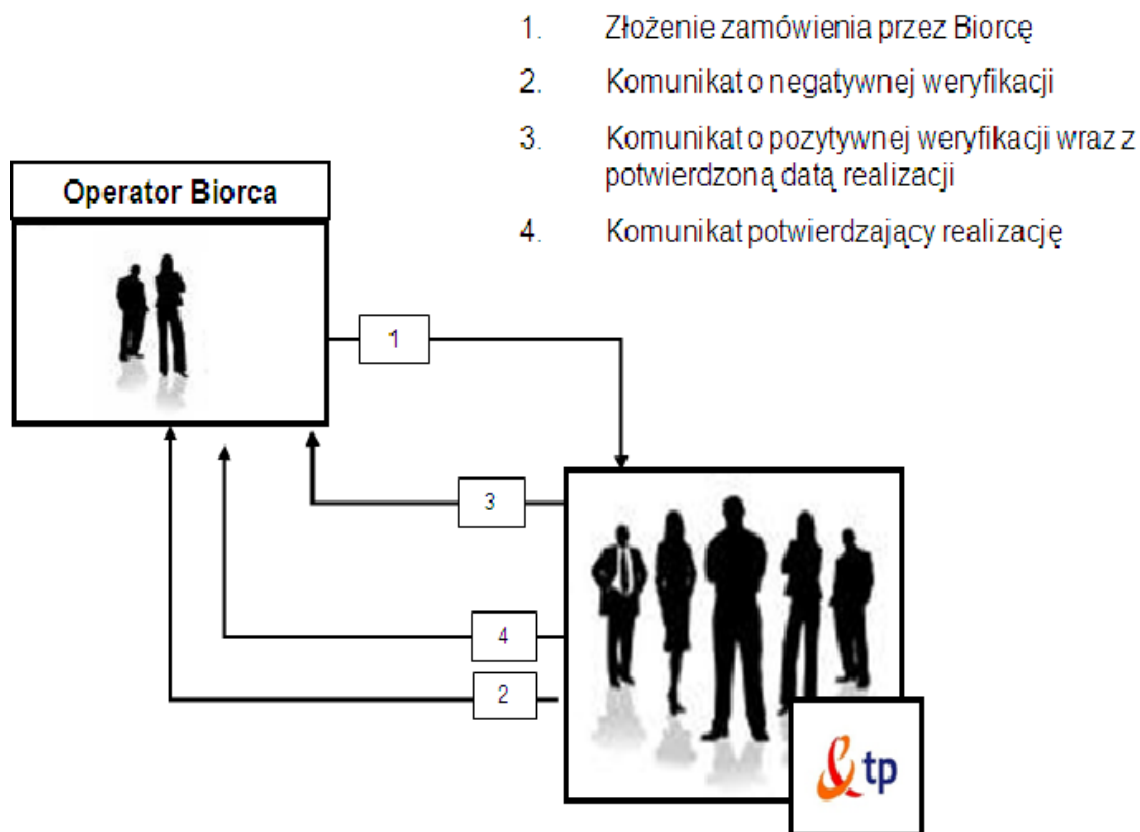 1. Złożenie zamówienia przez Biorcę
2. Komunikat o negatywnej weryfikacji
3. Komunikat o pozytywnej weryfikacji wraz z
potwierdzoną datą realizacji
4. Komunikat potwierdzający realizację
Operator Biorca
1
3
4
2
tp